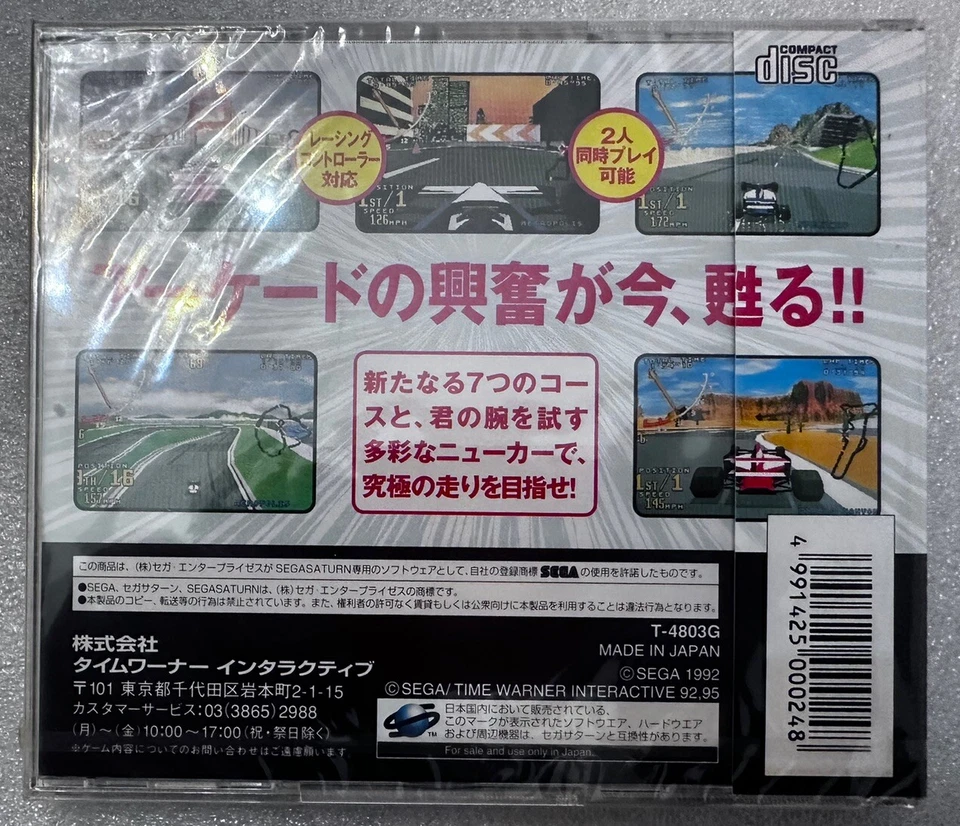 COMPACT
disc
レーシング
コントローラー
対応
2人
同時プレイ
可能
POSITION
1ST/1
SPEED
126MPH
METROPOLIS
POSITION
1ST/1
SPEED
172MPH
アーケードの興奮が今、甦る!!
POSITION
SPEED
157MPH
新たなる7つのコー
スと、君の腕を試す
多彩なニューカーで、
究極の走りを目指せ!
POSITION
1ST/1
SPEED
145MPH
この商品は、(株)セガ・エンタープライゼスがSEGASATURN専用のソフトウェアとして、自社の登録商標SEGAの使用を許諾したものです。
●SEGA、セガサターン、SEGASATURNは、(株)セガ・エンタープライゼスの商標です。
●本製品のコピー、転送等の行為は禁止されています。また、権利者の許可なく賃貸もしくは公衆向けに本製品を利用することは違法行為となります。
T-4803G
MADE IN JAPAN
©SEGA 1992
©SEGA/ TIME WARNER INTERACTIVE 92,95
株式会社
タイムワーナー インタラクティブ
〒101 東京都千代田区岩本町2-1-15
カスタマーサービス:03(3865)2988
(月)〜(金)10:00〜17:00(祝・祭日除く)
※ゲーム内容についてのお問い合わせはご遠慮願います。
日本国内において販売されている、
このマークが表示されたソフトウエア、ハードウエア
および周辺機器は、セガサターンと互換性があります。
TM
For sale and use only in Japan.
4 991425 000248